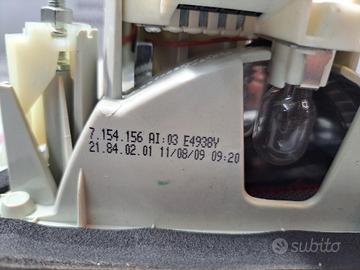 7.154.156 AI:03 E4938Y
21.84.02.01 11/08/09 09:20
subito